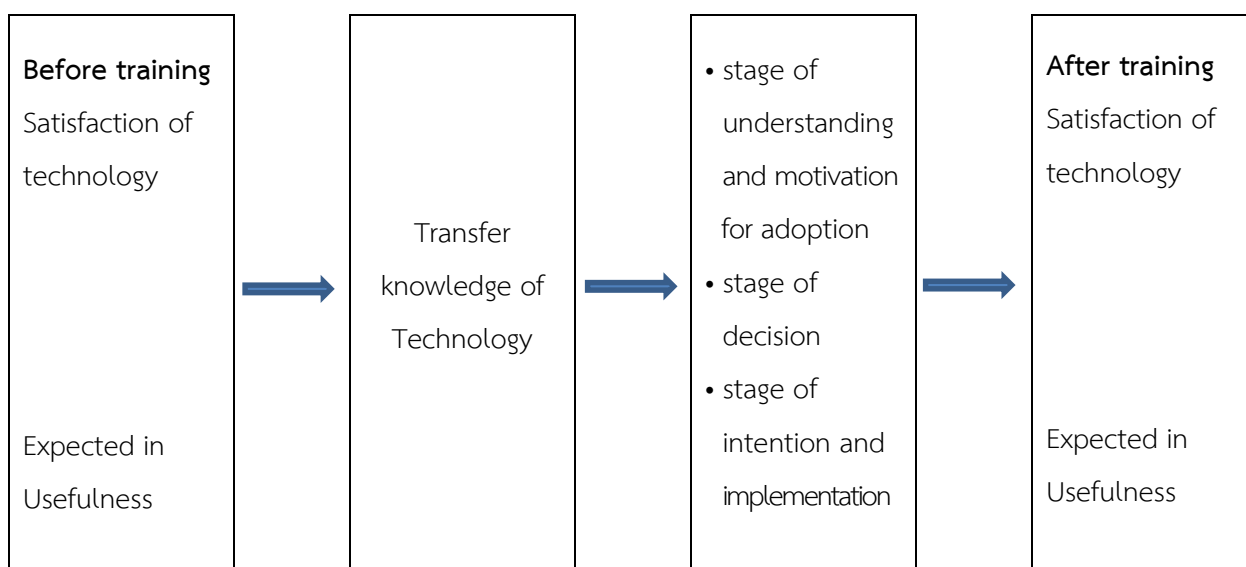 Before training
Satisfaction of
technology
Expected in
Usefulness
Transfer
knowledge of
Technology
• stage of
understanding
and motivation
for adoption
• stage of
decision
• stage of
intention and
implementation
After training
Satisfaction of
technology
Expected in
Usefulness